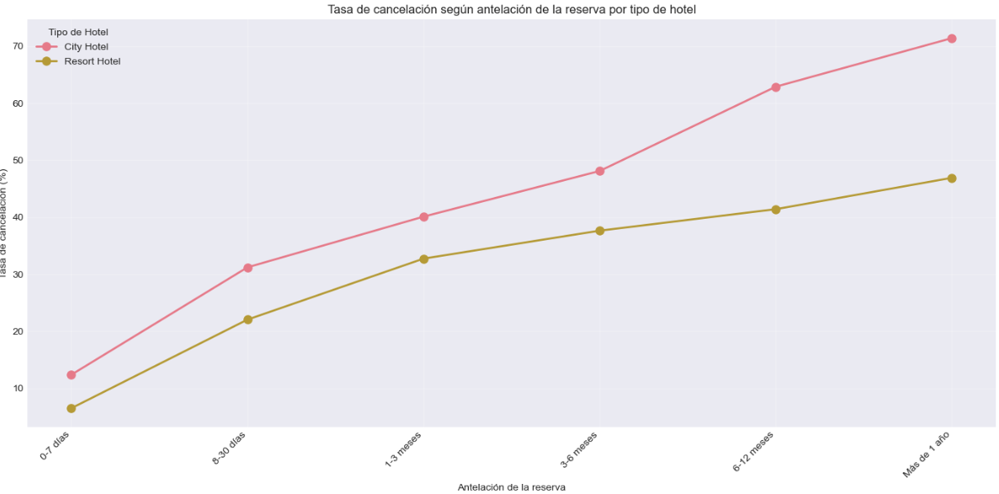 Tasa de cancelación según antelación de la reserva por tipo de hotel
Tipo de Hotel
City Hotel
Resort Hotel
Tasa de cancelación (%)
70
60
50
40
30
20
10
0-7 días
8-30 días
1-3 meses
3-6 meses
6-12 meses
Más de 1 año
Antelación de la reserva